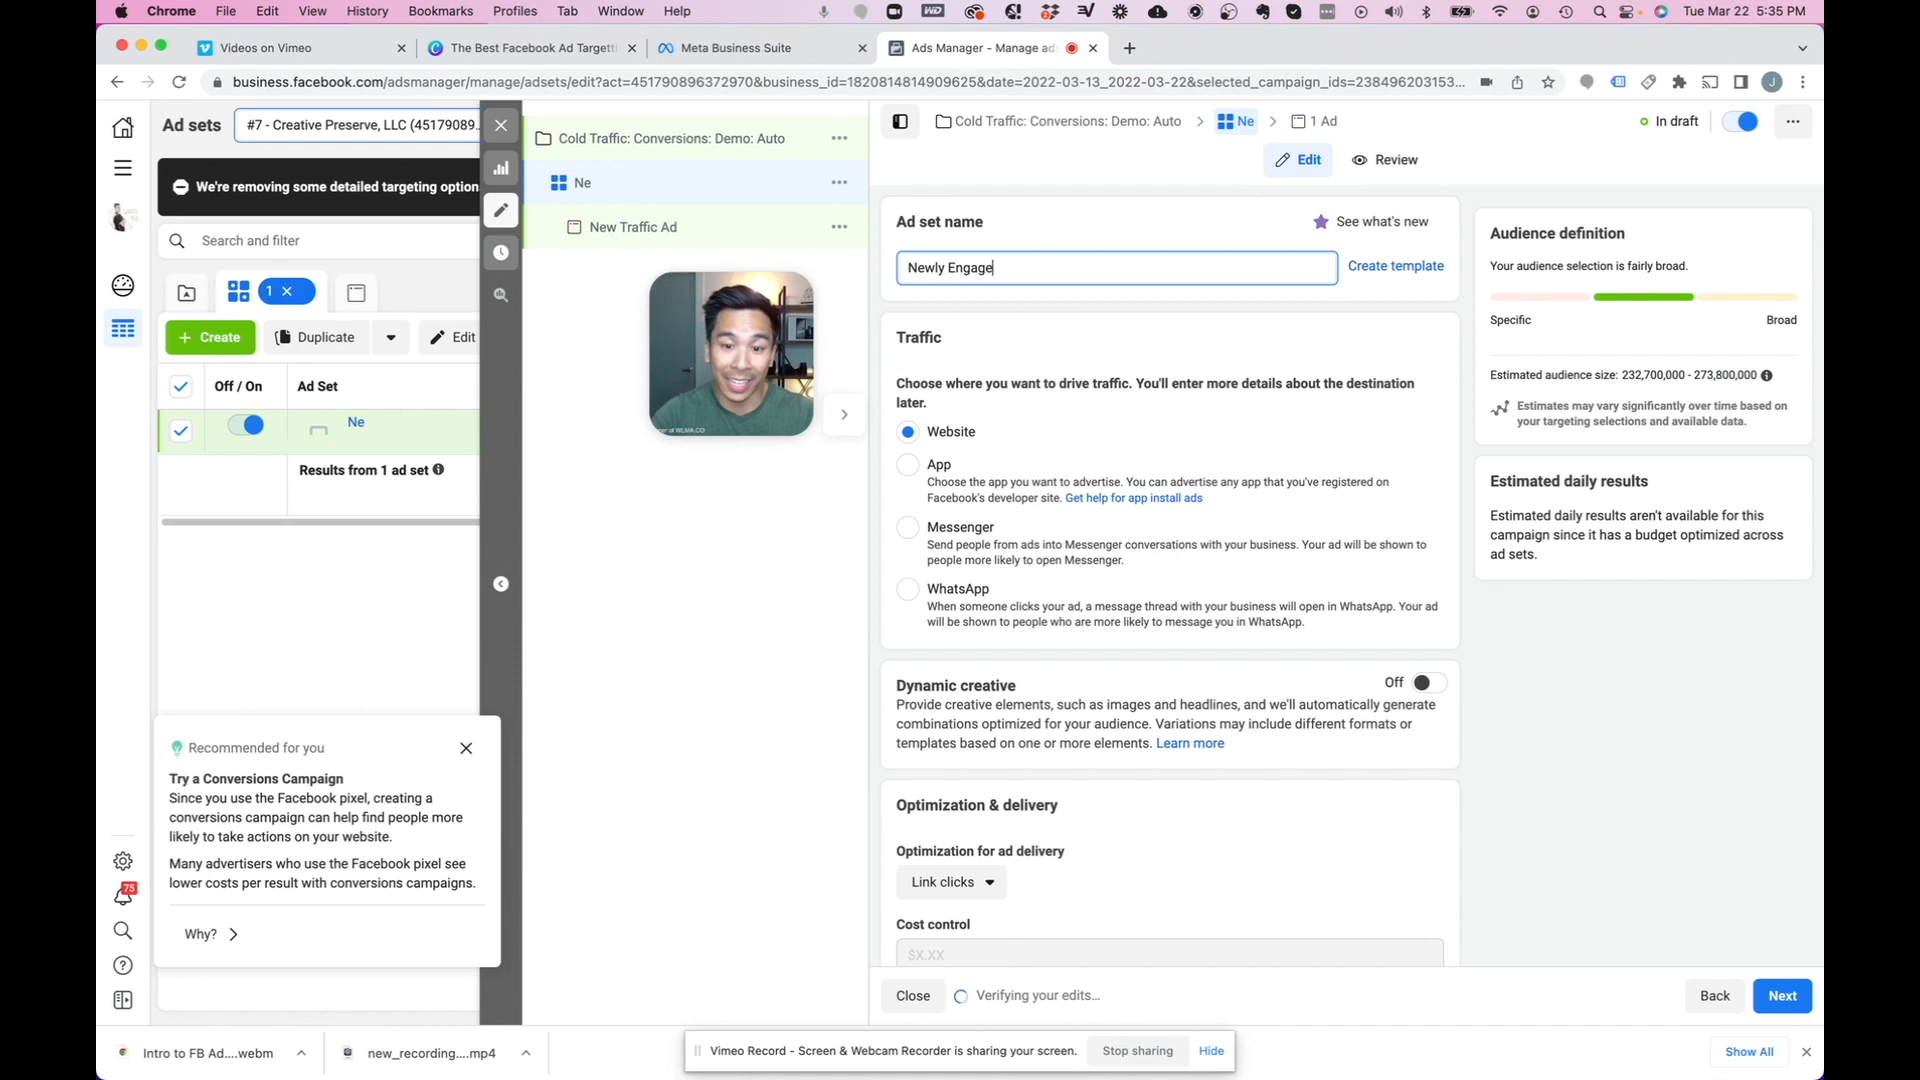 Chrome File Edit View History Bookmarks Profiles Tab Window Help
Tue Mar 22 5:35 PM
Videos on Vimeo
The Best Facebook Ad Targetti
Meta Business Suite
Ads Manager - Manage ad
business.facebook.com/adsmanager/manage/adsets/edit?act=451790896372970&business_id=1820814814909625&date=2022-03-13_2022-03-22&selected_campaign_ids=238496203153...
J
Ad sets
#7 - Creative Preserve, LLC (45179089...
We're removing some detailed targeting option
Search and filter
1
Create
Duplicate
Edit
Off / On
Ad Set
Ne
Results from 1 ad set
Recommended for you
Try a Conversions Campaign
Since you use the Facebook pixel, creating a
conversions campaign can help find people more
likely to take actions on your website.
Many advertisers who use the Facebook pixel see
lower costs per result with conversions campaigns.
Why?
75
Cold Traffic: Conversions: Demo: Auto
Ne
New Traffic Ad
Cold Traffic: Conversions: Demo: Auto
Ne
1 Ad
In draft
Edit
Review
Ad set name
See what's new
Newly Engage
Create template
Traffic
Choose where you want to drive traffic. You'll enter more details about the destination
later.
Website
App
Choose the app you want to advertise. You can advertise any app that you've registered on
Facebook's developer site. Get help for app install ads
Messenger
Send people from ads into Messenger conversations with your business. Your ad will be shown to
people more likely to open Messenger.
WhatsApp
When someone clicks your ad, a message thread with your business will open in WhatsApp. Your ad
will be shown to people who are more likely to message you in WhatsApp.
Dynamic creative
Off
Provide creative elements, such as images and headlines, and we'll automatically generate
combinations optimized for your audience. Variations may include different formats or
templates based on one or more elements. Learn more
Optimization & delivery
Optimization for ad delivery
Link clicks
Cost control
$X.XX
Close
Verifying your edits...
Back
Next
Audience definition
Your audience selection is fairly broad.
Specific
Broad
Estimated audience size: 232,700,000 - 273,800,000
Estimates may vary significantly over time based on
your targeting selections and available data.
Estimated daily results
Estimated daily results aren't available for this
campaign since it has a budget optimized across
ad sets.
Intro to FB Ad....webm
new_recording....mp4
Vimeo Record - Screen & Webcam Recorder is sharing your screen.
Stop sharing
Hide
Show All